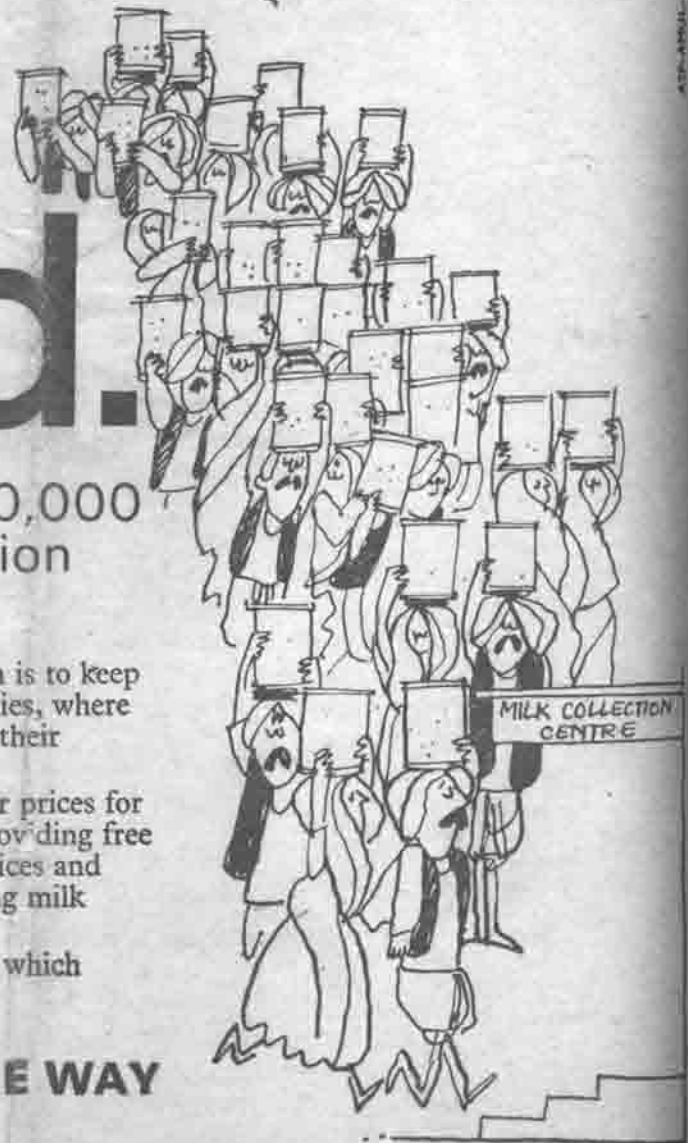 d.
0,000
ion
n is to keep
ies, where
their
r prices for
ov ding free
ices and
g milk
which
E WAY
MILK COLLECTION
CENTRE